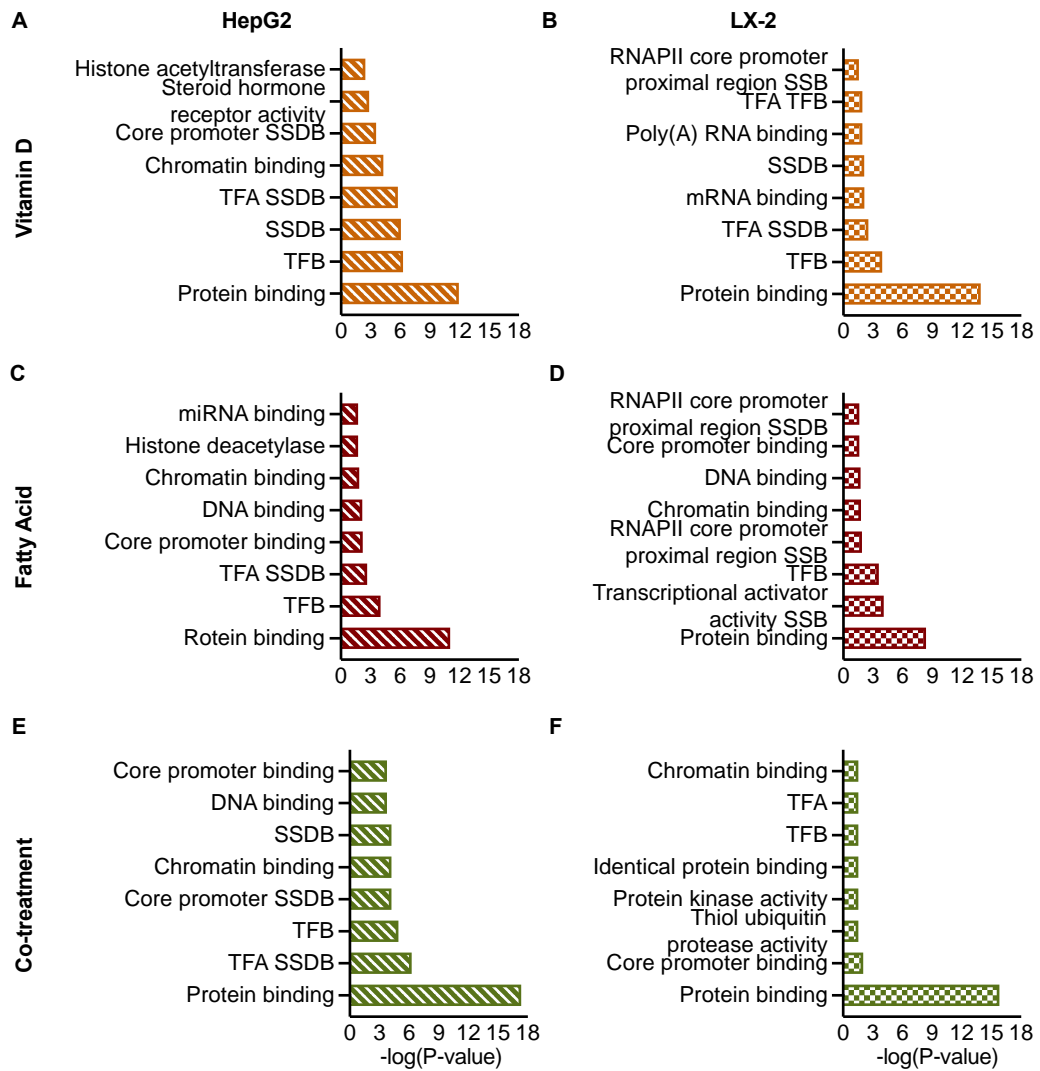 A
HepG2
B
LX-2
Vitamin D
Histone acetyltransferase
Steroid hormone
receptor activity
Core promoter SSDB
Chromatin binding
TFA SSDB
SSDB
TFB
Protein binding
0 3 6 9 12 15 18
RNAPII core promoter
proximal region SSB
TFA TFB
Poly(A) RNA binding
SSDB
mRNA binding
TFA SSDB
TFB
Protein binding
0 3 6 9 12 15 18
C
D
Fatty Acid
miRNA binding
Histone deacetylase
Chromatin binding
DNA binding
Core promoter binding
TFA SSDB
TFB
Rotein binding
0 3 6 9 12 15 18
RNAPII core promoter
proximal region SSDB
Core promoter binding
DNA binding
Chromatin binding
RNAPII core promoter
proximal region SSB
TFB
Transcriptional activator
activity SSB
Protein binding
0 3 6 9 12 15 18
E
F
Co-treatment
Core promoter binding
DNA binding
SSDB
Chromatin binding
Core promoter SSDB
TFB
TFA SSDB
Protein binding
0 3 6 9 12 15 18
-log(P-value)
Chromatin binding
TFA
TFB
Identical protein binding
Protein kinase activity
Thiol ubiquitin
protease activity
Core promoter binding
Protein binding
0 3 6 9 12 15 18
-log(P-value)